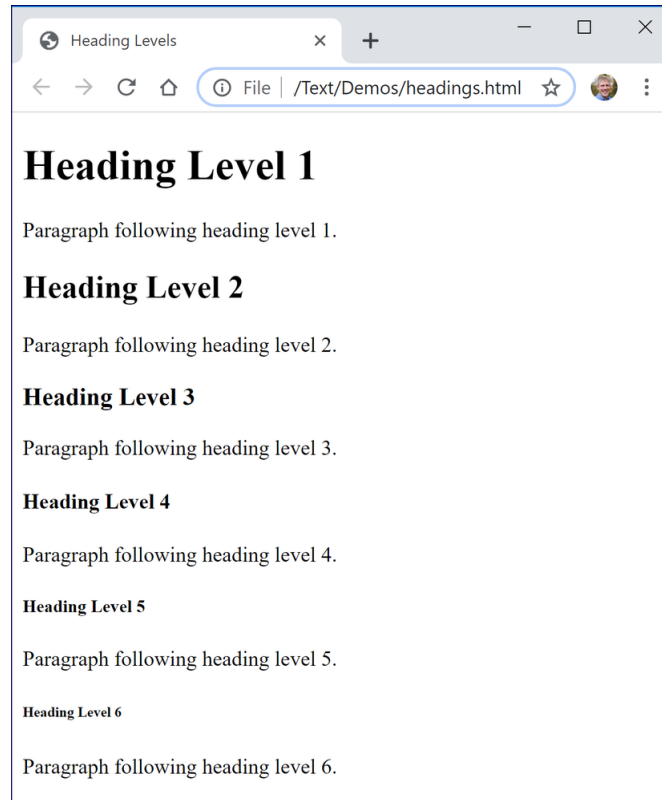 Heading Levels
File /Text/Demos/headings.html
Heading Level 1
Paragraph following heading level 1.
Heading Level 2
Paragraph following heading level 2.
Heading Level 3
Paragraph following heading level 3.
Heading Level 4
Paragraph following heading level 4.
Heading Level 5
Paragraph following heading level 5.
Heading Level 6
Paragraph following heading level 6.